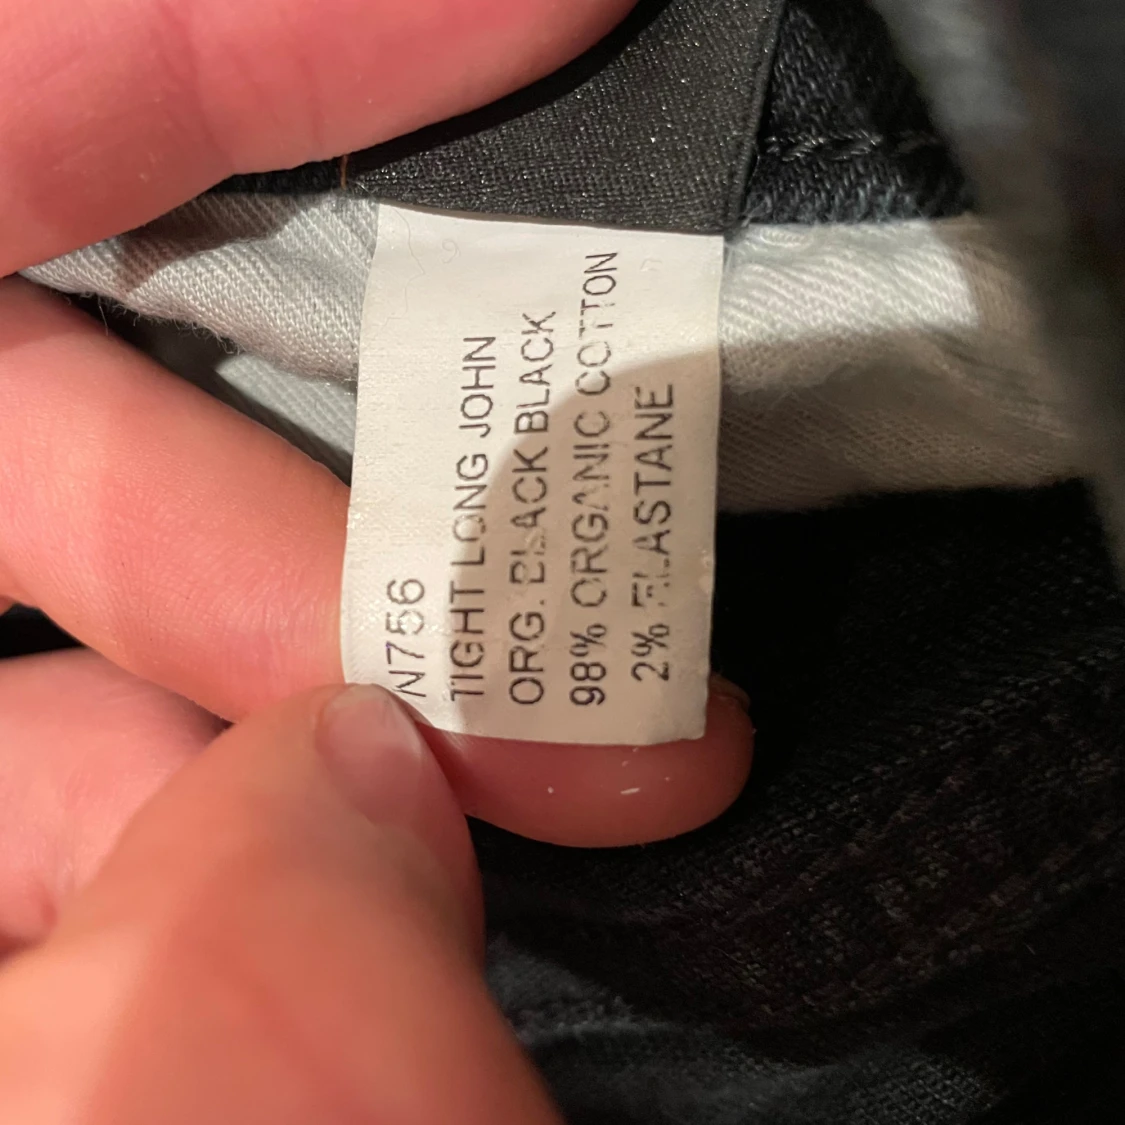 N756
TIGHT LONG JOHN
ORG. BLACK BLACK
98% ORGANIC COTTON
2% ELASTANE